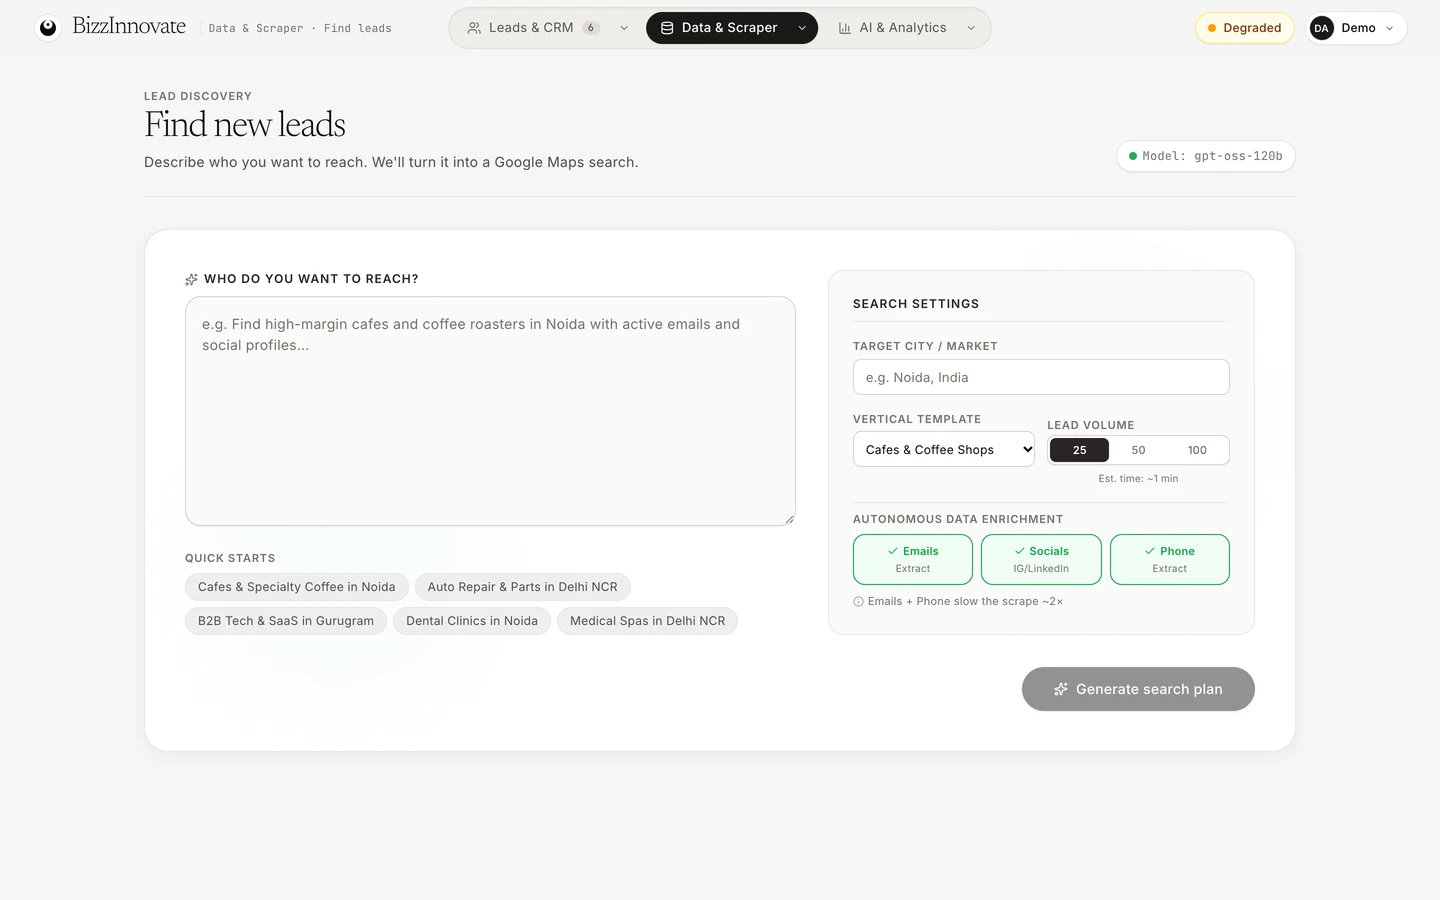 BizzInnovate
Data & Scraper · Find leads
Leads & CRM 6
Data & Scraper
AI & Analytics
Degraded
DA Demo
LEAD DISCOVERY
Find new leads
Describe who you want to reach. We'll turn it into a Google Maps search.
Model: gpt-oss-120b
WHO DO YOU WANT TO REACH?
e.g. Find high-margin cafes and coffee roasters in Noida with active emails and
social profiles...
QUICK STARTS
Cafes & Specialty Coffee in Noida
Auto Repair & Parts in Delhi NCR
B2B Tech & SaaS in Gurugram
Dental Clinics in Noida
Medical Spas in Delhi NCR
SEARCH SETTINGS
TARGET CITY / MARKET
e.g. Noida, India
VERTICAL TEMPLATE
Cafes & Coffee Shops
LEAD VOLUME
25 50 100
Est. time: ~1 min
AUTONOMOUS DATA ENRICHMENT
Emails
Extract
Socials
IG/LinkedIn
Phone
Extract
Emails + Phone slow the scrape ~2×
Generate search plan